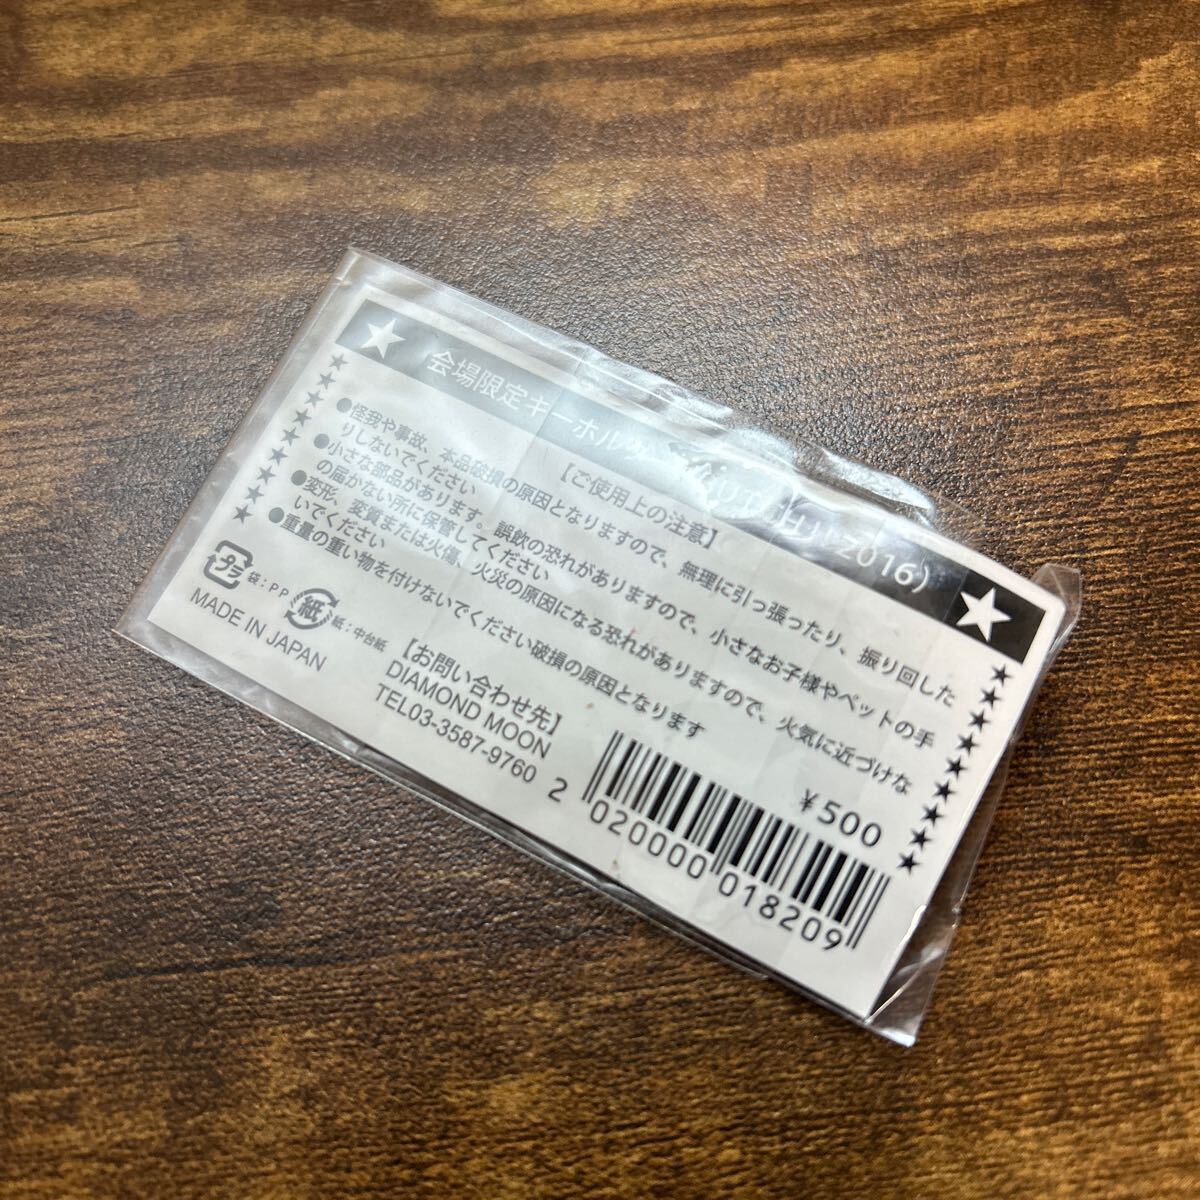 ★ 会場限定キーホル 2016) ★
【ご使用上の注意】
●怪我や事故、本品破損の原因となりますので、無理に引っ張ったり、振り回した
りしないでください
●小さな部品があります。誤飲の恐れがありますので、小さなお子様やペットの手
の届かない所に保管してください
●変形、変質または火傷、火災の原因になる恐れがありますので、火気に近づけな
いでください
●重量の重い物を付けないでください破損の原因となります
プラ 袋:PP 紙 紙:中台紙
MADE IN JAPAN
【お問い合わせ先】
DIAMOND MOON
TEL03-3587-9760
¥500
2 020000 018209